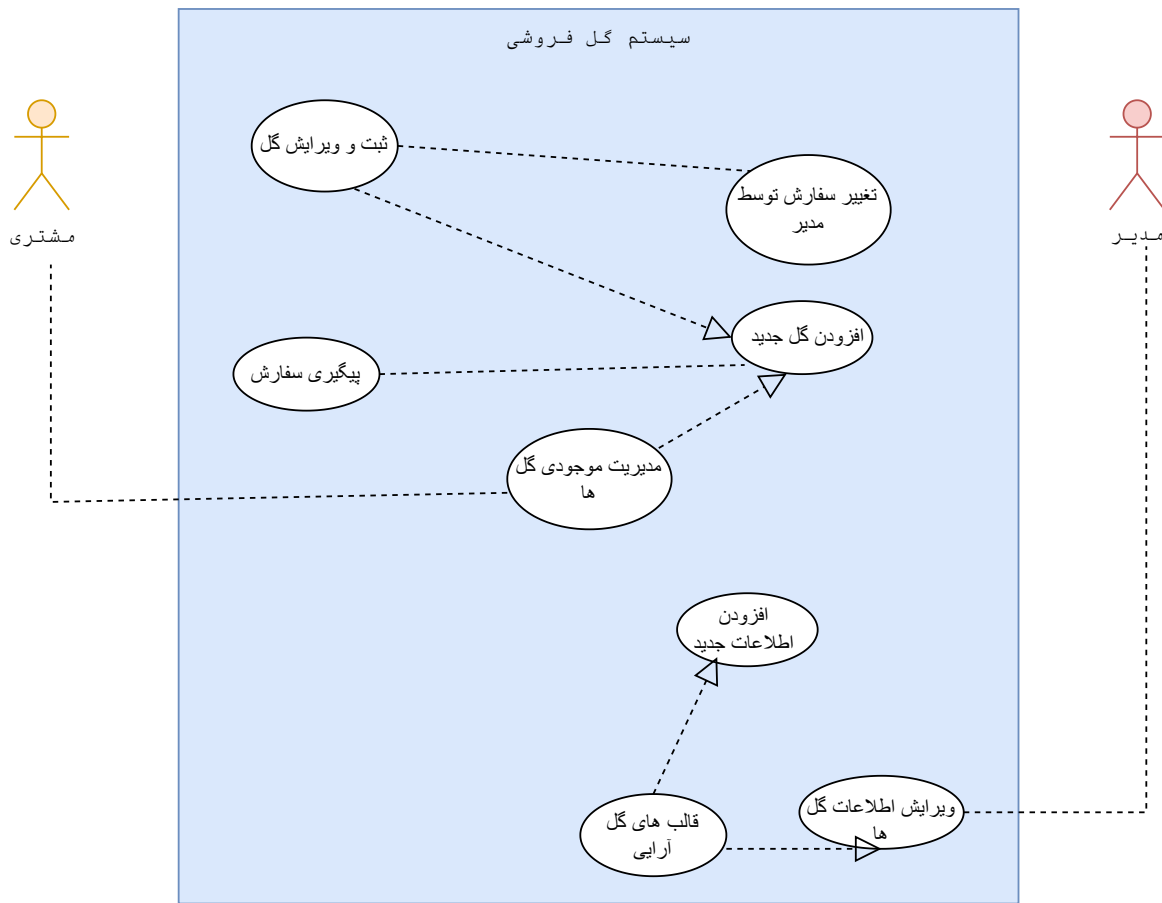 سیستم گل فروشی
مشتری
مدیر
ثبت و ویرایش گل
تغییر سفارش توسط
مدیر
افزودن گل جدید
پیگیری سفارش
مدیریت موجودی گل
ها
افزودن
اطلاعات جدید
قالب های گل
آرایی
ویرایش اطلاعات گل
ها